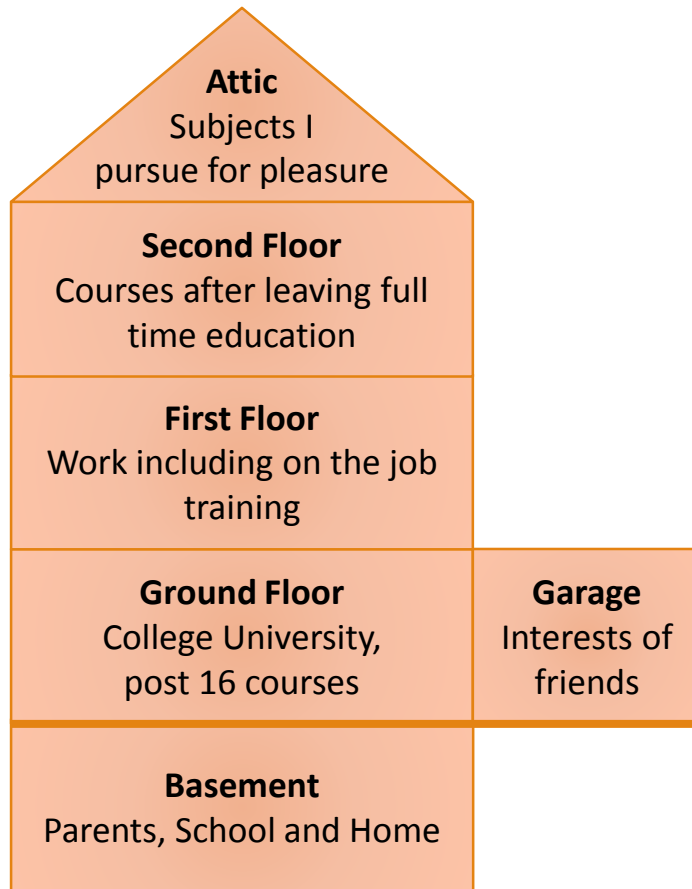 Attic
Subjects I
pursue for pleasure
Second Floor
Courses after leaving full
time education
First Floor
Work including on the job
training
Ground Floor
College University,
post 16 courses
Garage
Interests of
friends
Basement
Parents, School and Home